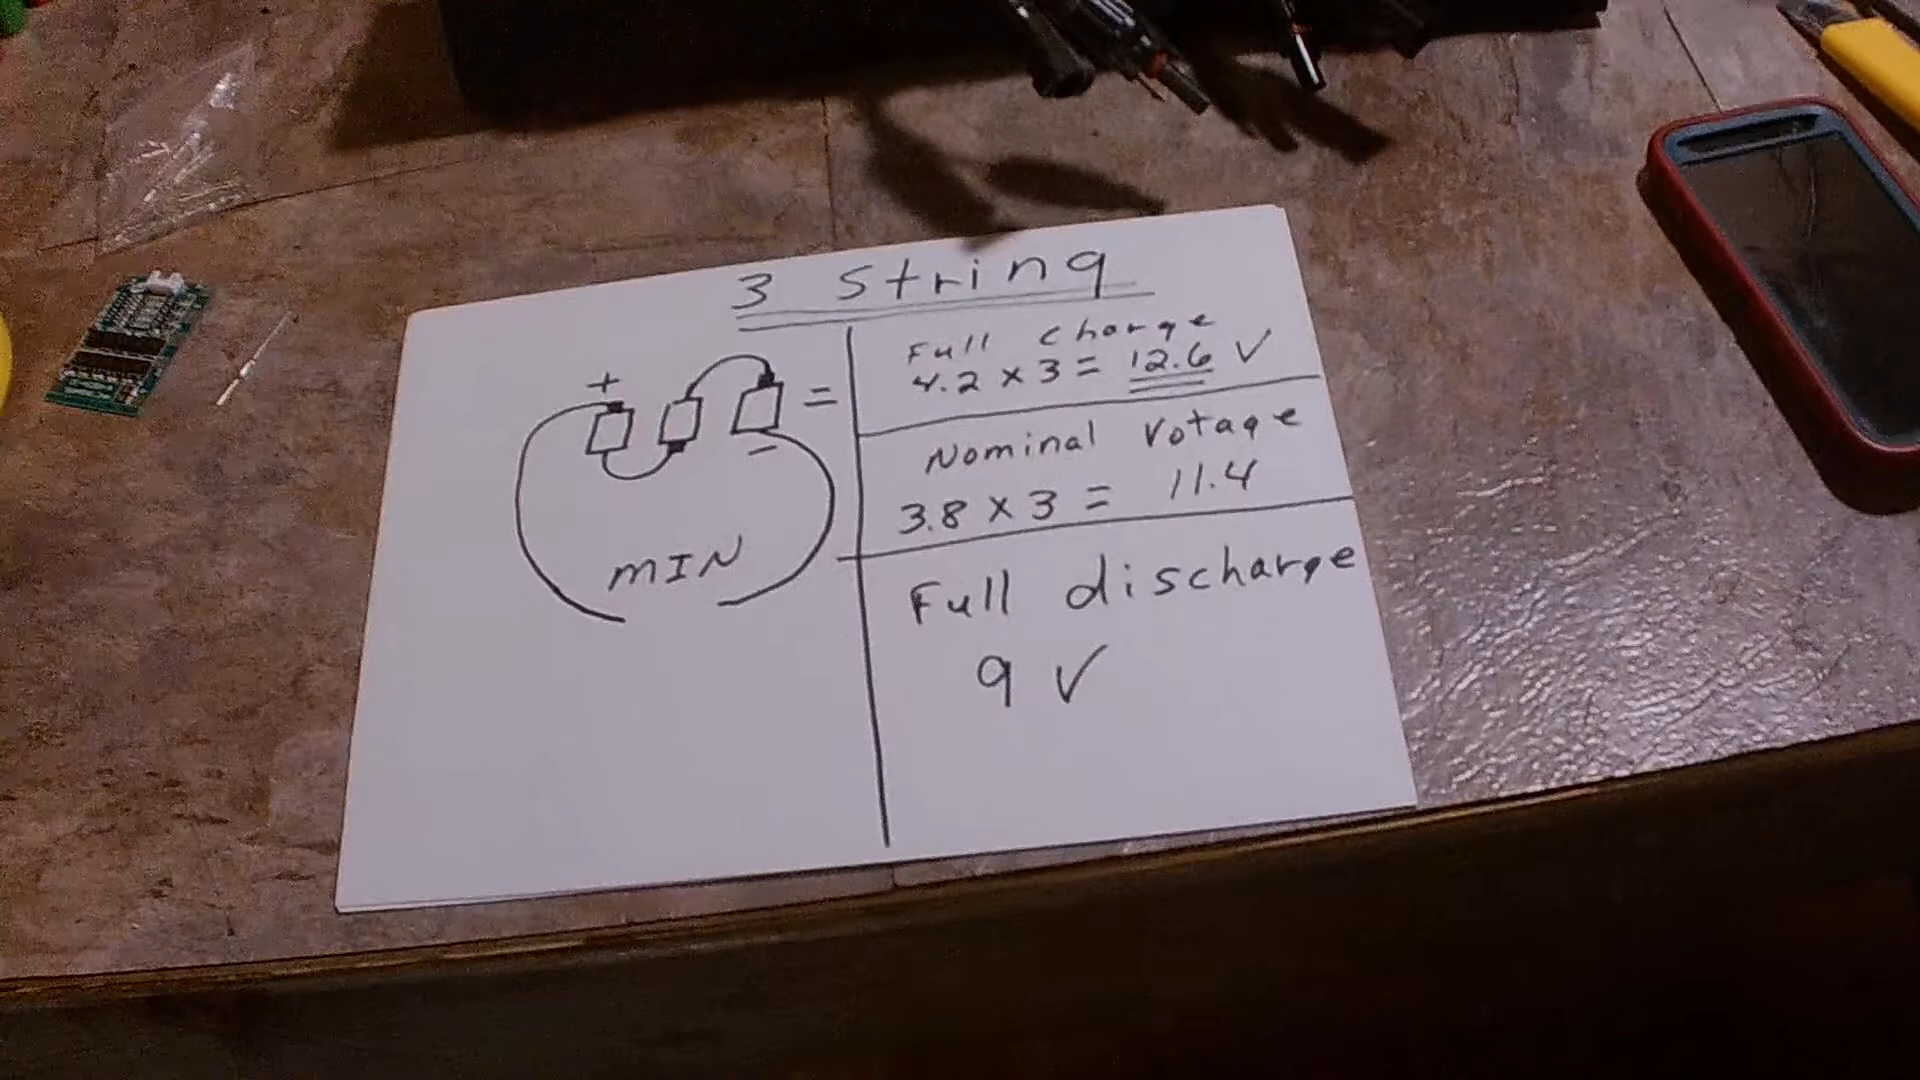 3 String
+
=
-
MIN
Full charge
4.2 x 3 = 12.6 V
Nominal Votage
3.8 x 3 = 11.4
Full discharge
9 V